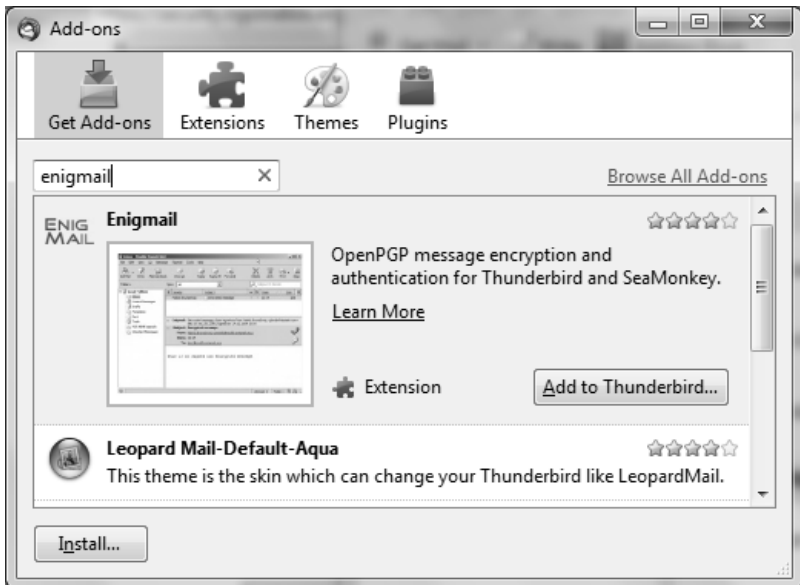 Add-ons
Get Add-ons Extensions Themes Plugins
enigmail Browse All Add-ons
ENIG
MAIL
Enigmail
OpenPGP message encryption and
authentication for Thunderbird and SeaMonkey.
Learn More
Extension Add to Thunderbird...
Leopard Mail-Default-Aqua
This theme is the skin which can change your Thunderbird like LeopardMail.
Install...